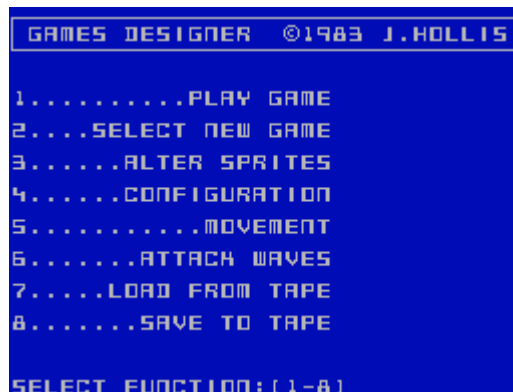 GAMES DESIGNER ©1983 J.HOLLIS
1..........PLAY GAME
2....SELECT NEW GAME
3......ALTER SPRITES
4......CONFIGURATION
5...........MOVEMENT
6.......ATTACK WAVES
7.....LOAD FROM TAPE
8.......SAVE TO TAPE
SELECT FUNCTION:(1-8)